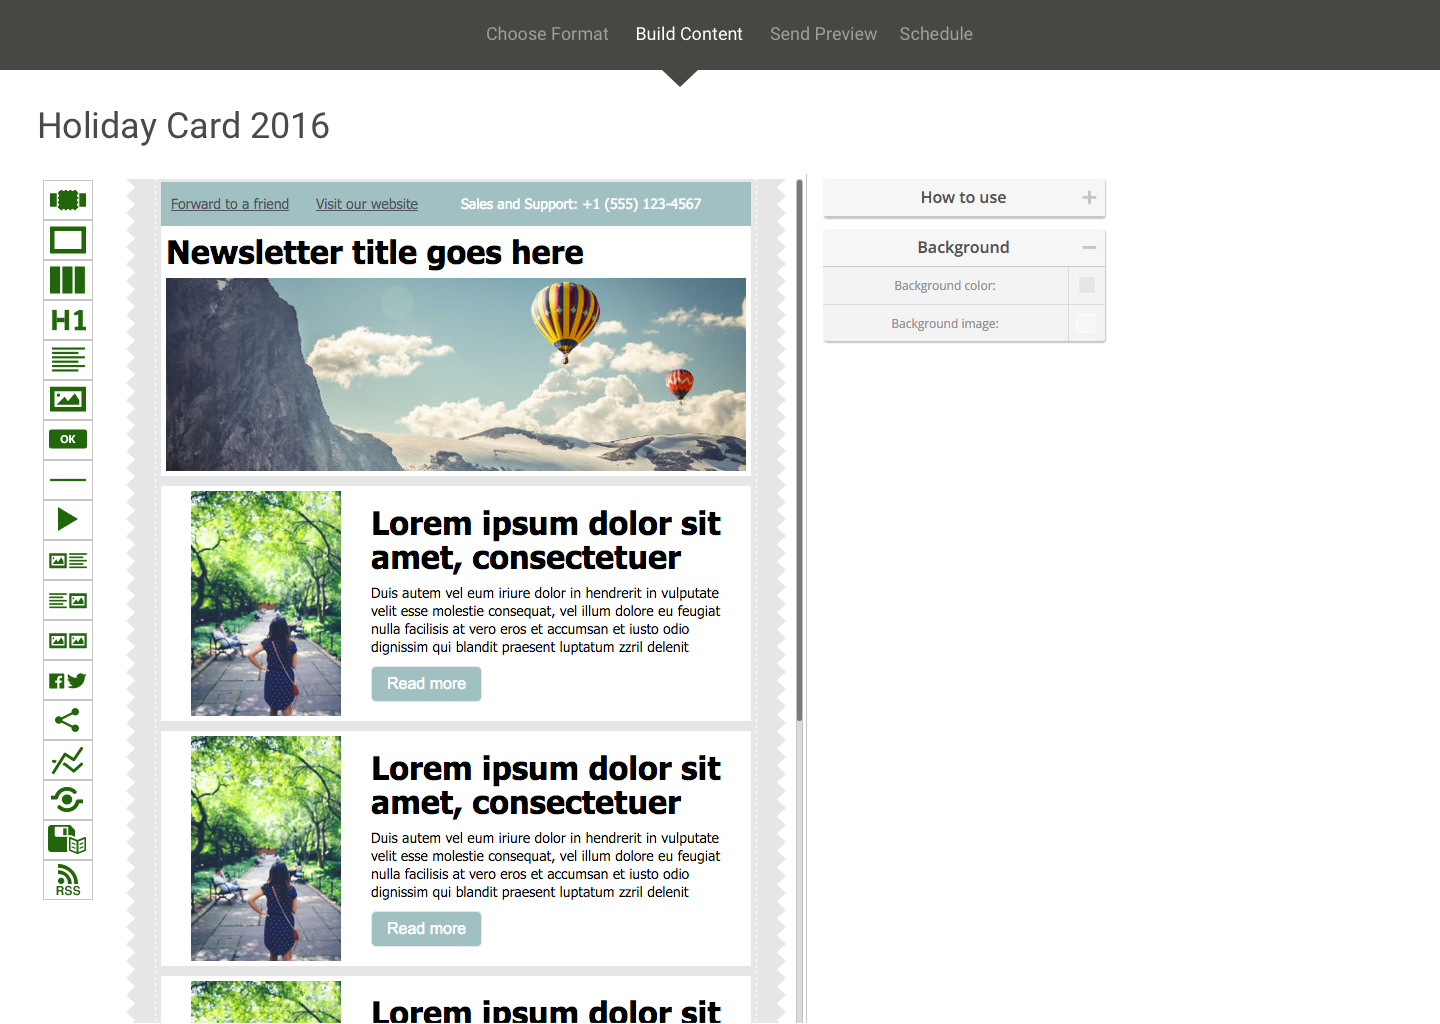 Choose Format Build Content Send Preview Schedule
Holiday Card 2016
Forward to a friend Visit our website Sales and Support: +1 (555) 123-4567
Newsletter title goes here
Lorem ipsum dolor sit
amet, consectetuer
Duis autem vel eum iriure dolor in hendrerit in vulputate
velit esse molestie consequat, vel illum dolore eu feugiat
nulla facilisis at vero eros et accumsan et iusto odio
dignissim qui blandit praesent luptatum zzril delenit
Read more
Lorem ipsum dolor sit
amet, consectetuer
Duis autem vel eum iriure dolor in hendrerit in vulputate
velit esse molestie consequat, vel illum dolore eu feugiat
nulla facilisis at vero eros et accumsan et iusto odio
dignissim qui blandit praesent luptatum zzril delenit
Read more
Lorem ipsum dolor sit
H1
OK
RSS
How to use
Background
Background color:
Background image: